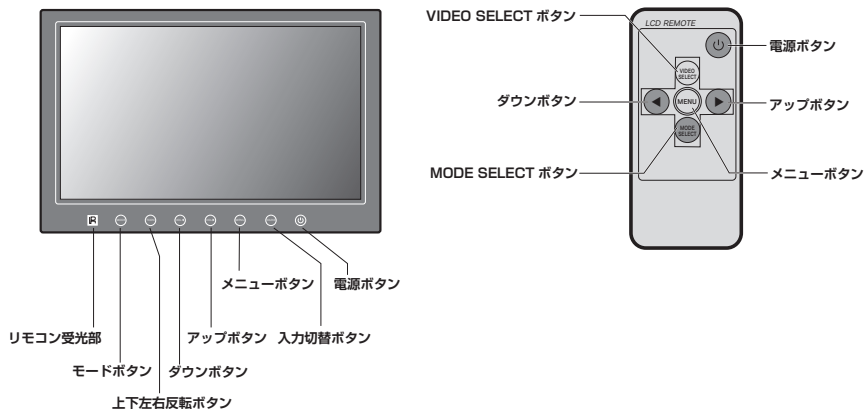 VIDEO SELECT ボタン
LCD REMOTE
電源ボタン
VIDEO
SELECT
ダウンボタン
MENU
アップボタン
MODE
SELECT
MODE SELECT ボタン
メニューボタン
メニューボタン
電源ボタン
リモコン受光部
アップボタン
入力切替ボタン
モードボタン
ダウンボタン
上下左右反転ボタン